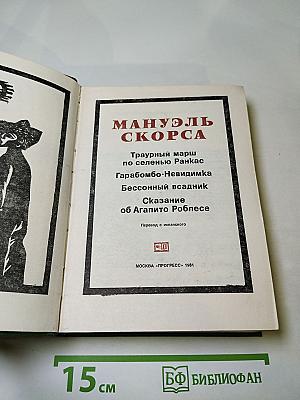 МАНУЭЛЬ
СКОРСА
Траурный марш
по селенью Ранкас
Гарабомбо-Невидимка
Бессонный всадник
Сказание
об Агапито Роблесе
Перевод с испанского
МОСКВА «ПРОГРЕСС» 1981
15 см
БФ БИБЛИОФАН